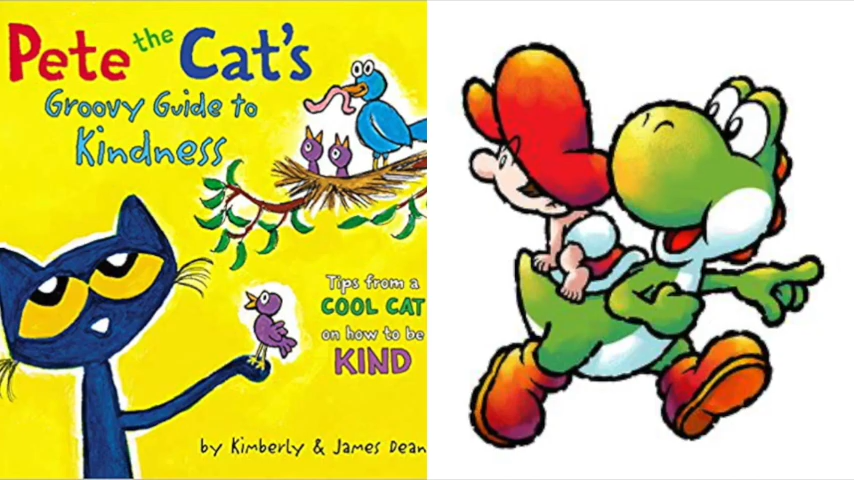 Pete the Cat's
Groovy Guide to
Kindness
Tips from a
COOL CAT
on how to be
KIND
by Kimberly & James Dean